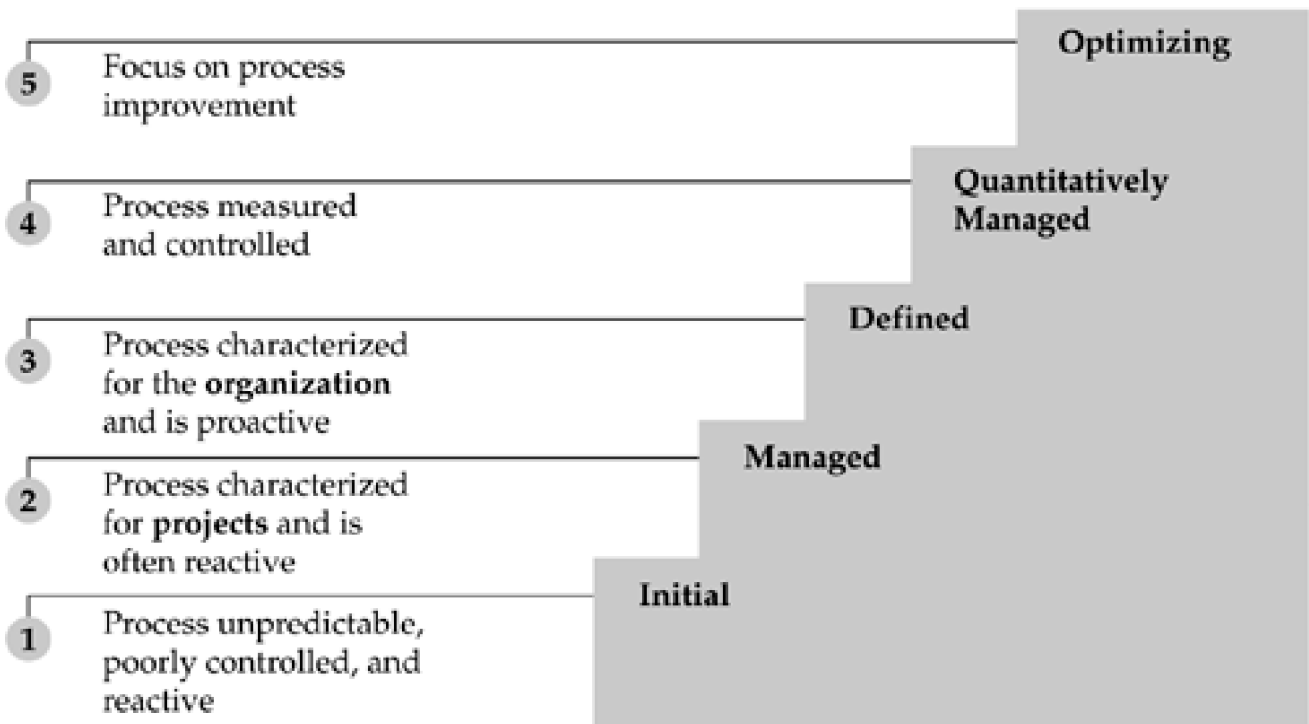 Optimizing
5
Focus on process
improvement
Quantitatively
Managed
4
Process measured
and controlled
Defined
3
Process characterized
for the organization
and is proactive
Managed
2
Process characterized
for projects and is
often reactive
Initial
1
Process unpredictable,
poorly controlled, and
reactive